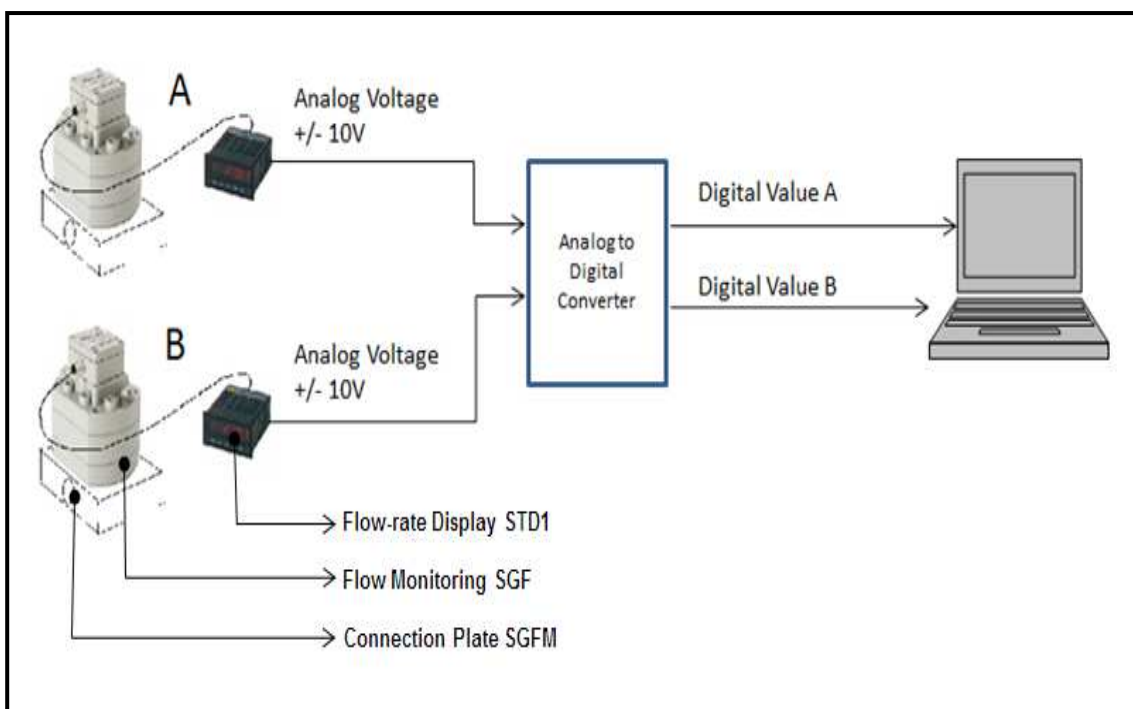 A
Analog Voltage
+/- 10V
Analog to
Digital
Converter
Digital Value A
Digital Value B
B
Analog Voltage
+/- 10V
Flow-rate Display STD1
Flow Monitoring SGF
Connection Plate SGFM